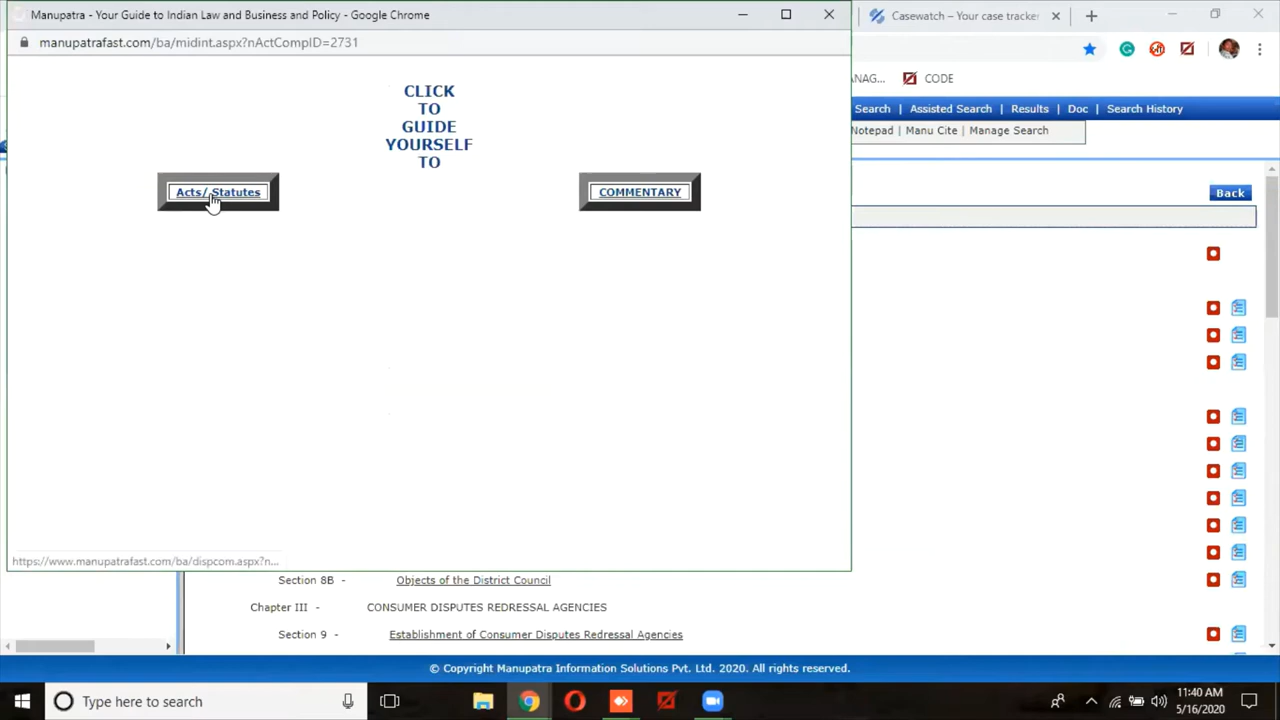 Manupatra - Your Guide to Indian Law and Business and Policy - Google Chrome
Casewatch – Your case tracker
manupatrafast.com/ba/midint.aspx?nActCompID=2731
ANAG...
CODE
CLICK
TO
GUIDE
YOURSELF
TO
Search | Assisted Search | Results | Doc | Search History
Notepad | Manu Cite | Manage Search
Acts/ Statutes
COMMENTARY
Back
https://www.manupatrafast.com/ba/dispcom.aspx?n...
Section 8B - Objects of the District Council
Chapter III - CONSUMER DISPUTES REDRESSAL AGENCIES
Section 9 - Establishment of Consumer Disputes Redressal Agencies
© Copyright Manupatra Information Solutions Pvt. Ltd. 2020. All rights reserved.
Type here to search
11:40 AM
5/16/2020